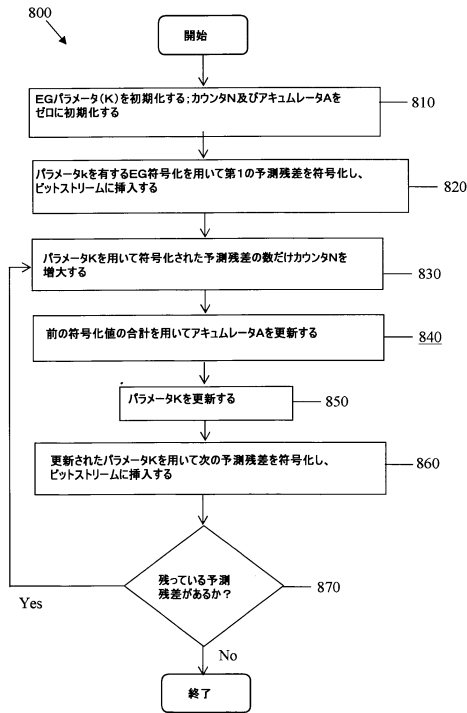 800
開始
EGパラメータ(K)を初期化する；カウンタN及びアキュムレータAを
ゼロに初期化する
810
パラメータkを有するEG符号化を用いて第1の予測残差を符号化し、
ビットストリームに挿入する
820
パラメータKを用いて符号化された予測残差の数だけカウンタNを
増大する
830
前の符号化値の合計を用いてアキュムレータAを更新する
840
パラメータKを更新する
850
更新されたパラメータKを用いて次の予測残差を符号化し、
ビットストリームに挿入する
860
残っている予測
残差があるか？
870
Yes
No
終了